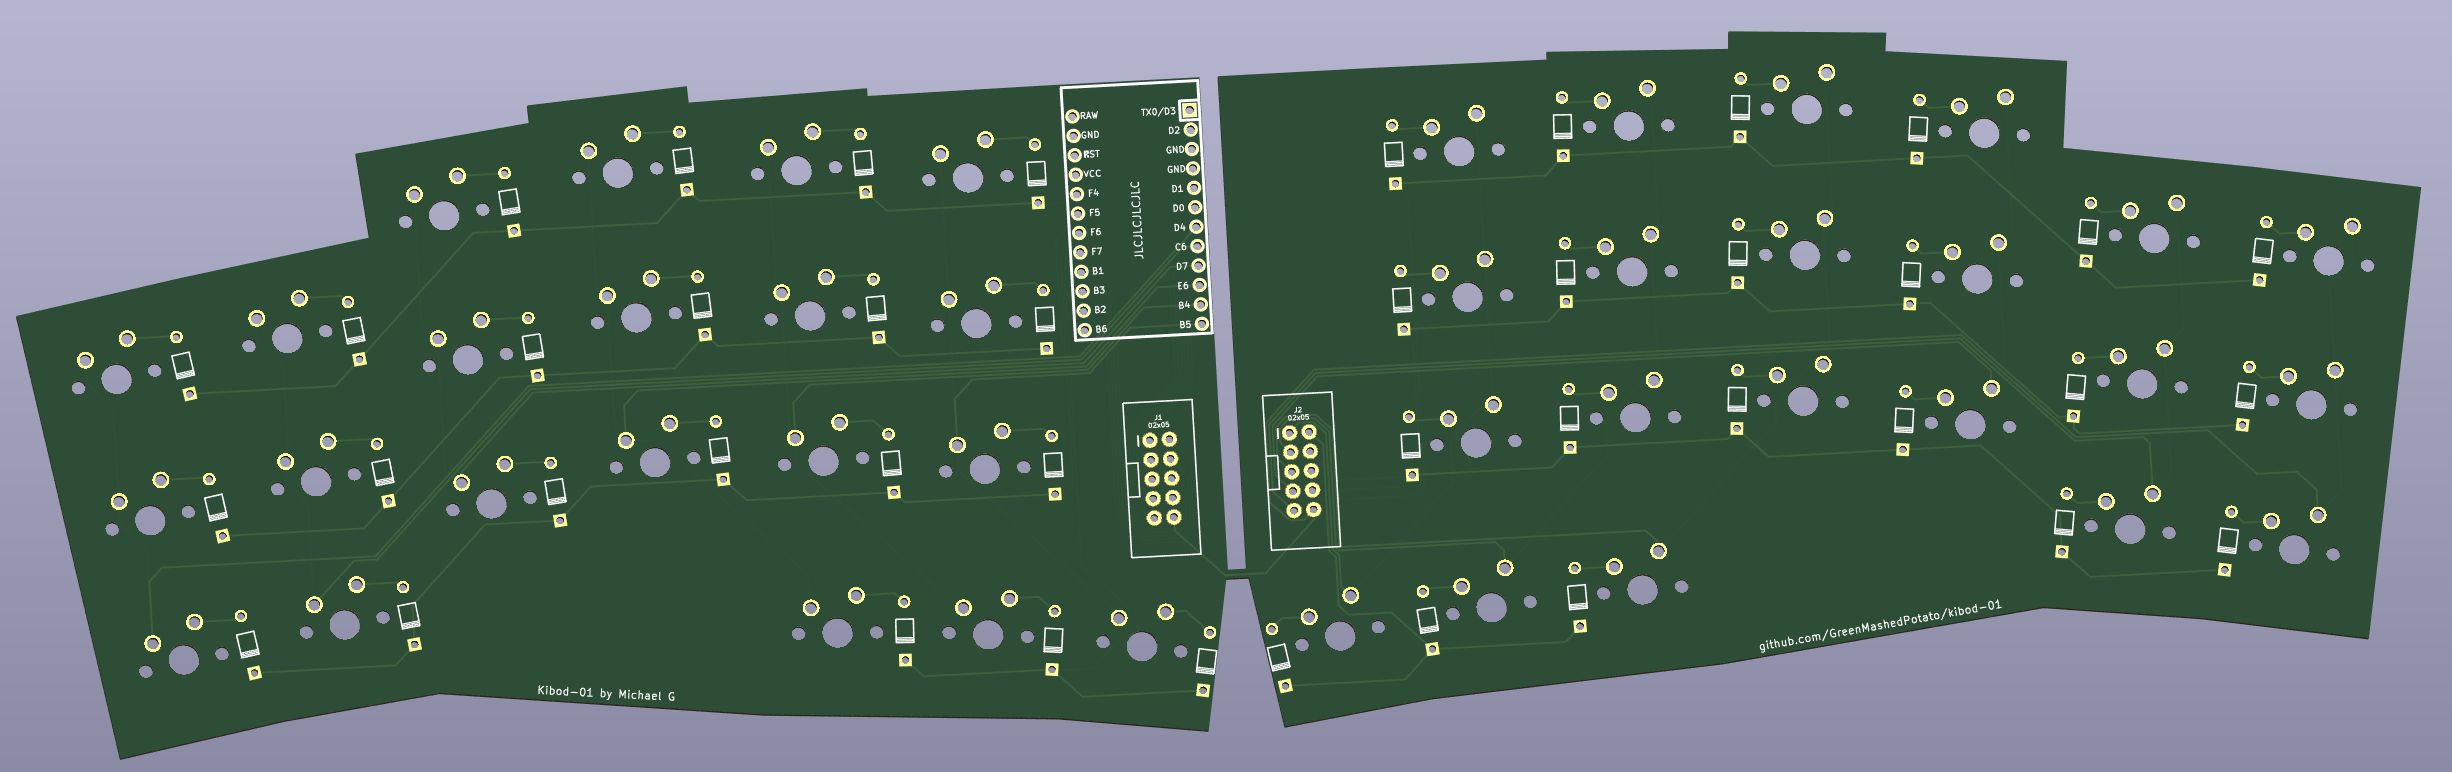 RAW
GND
RST
VCC
F4
F5
F6
F7
B1
B3
B2
B6
TX0/D3
D2
GND
GND
D1
D0
D4
C6
D7
E6
B4
B5
JLCJLCJLCJLC
J1
02x05
J2
02x05
Kibod-01 by Michael G
github.com/GreenMashedPotato/kibod-01